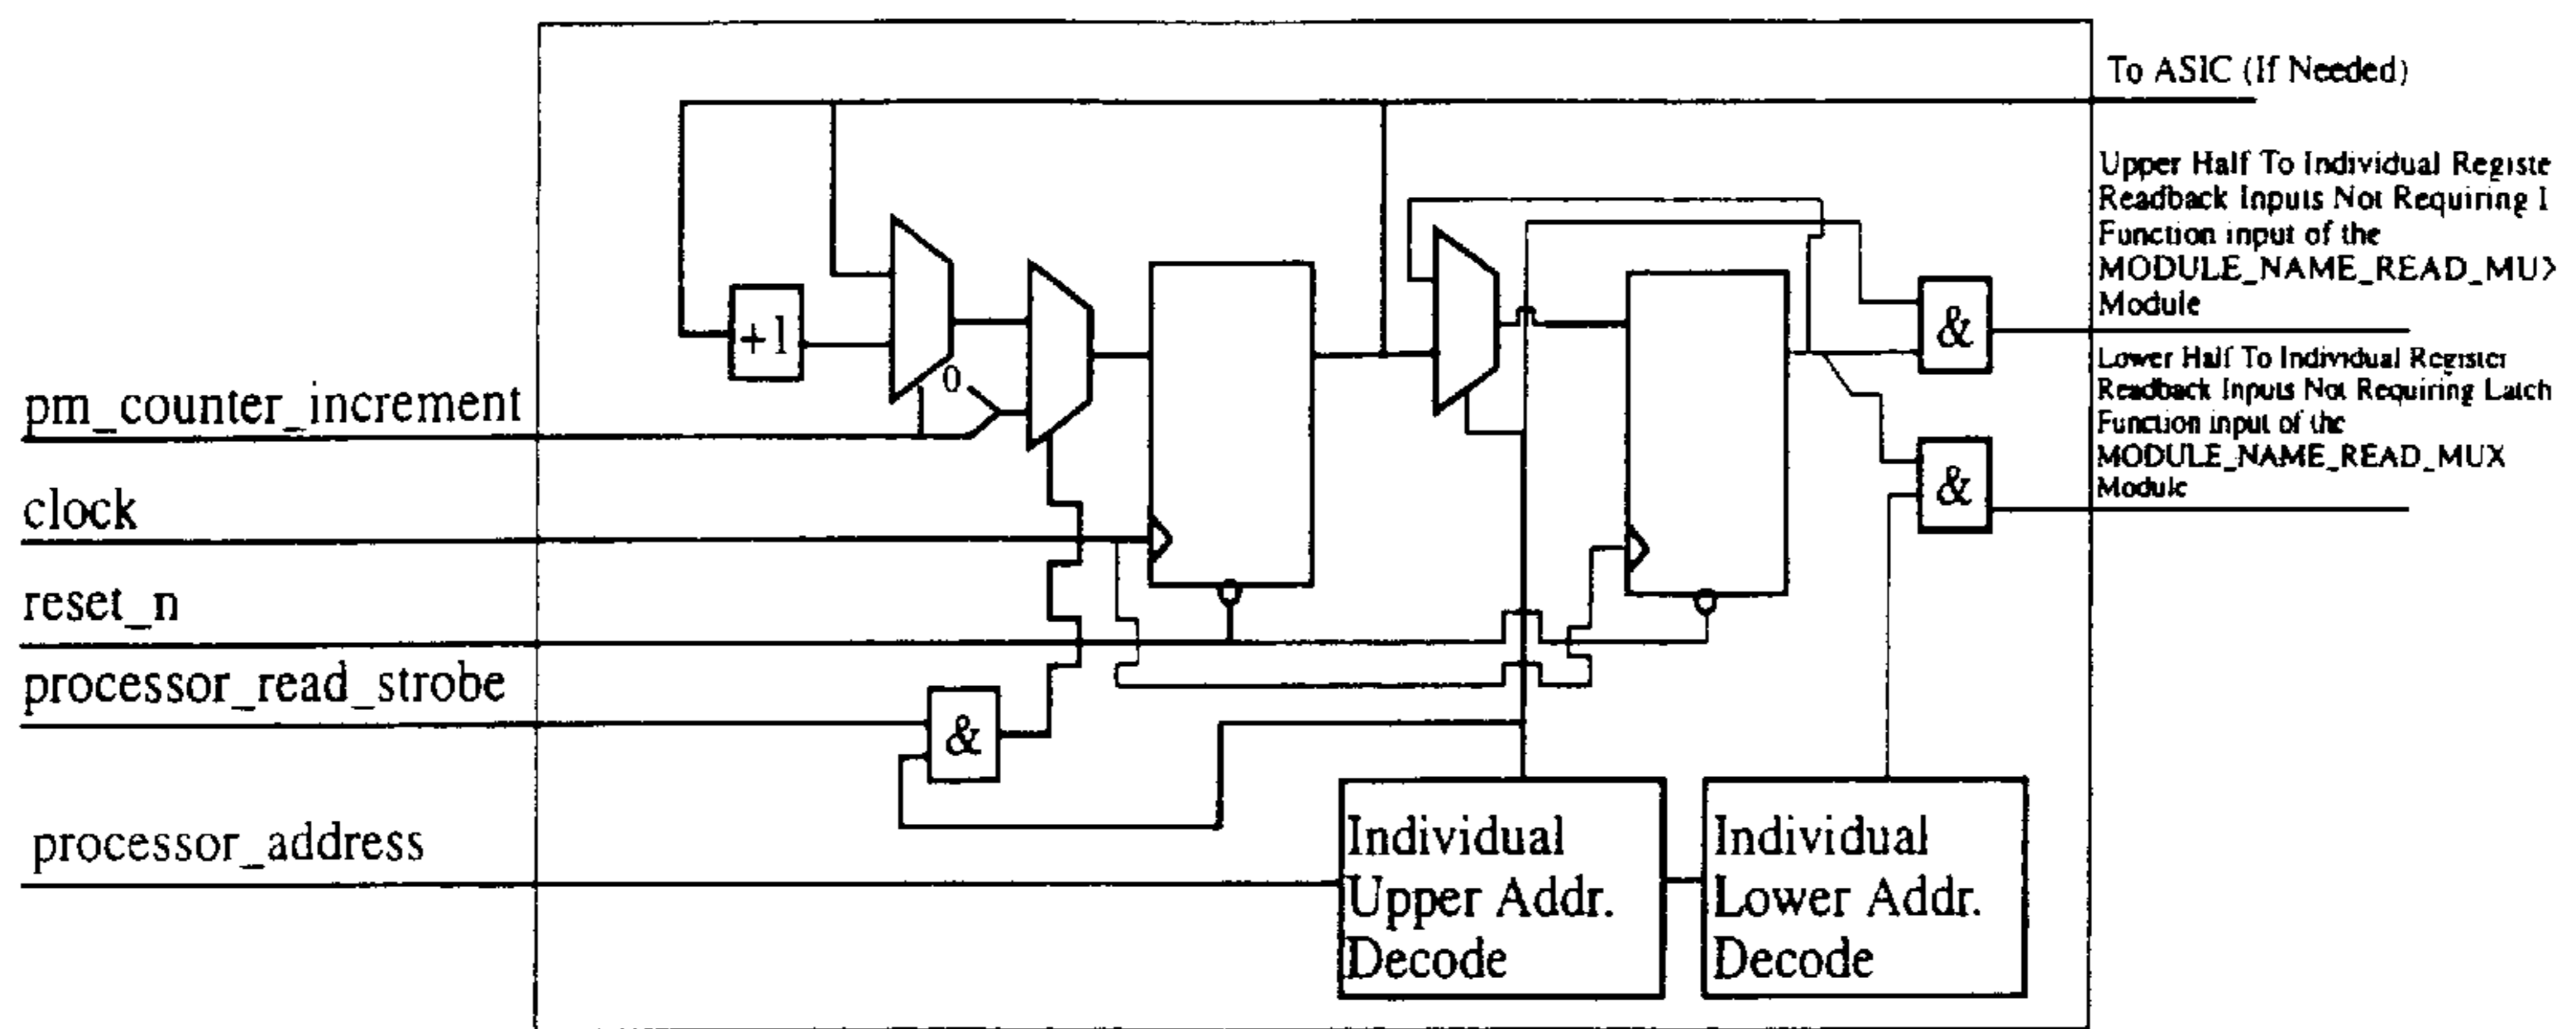 To ASIC (If Needed)
Upper Half To Individual Registe
Readback Inputs Not Requiring I
Function input of the
MODULE_NAME_READ_MUX
Module
Lower Half To Individual Register
Readback Inputs Not Requiring Latch
Function input of the
MODULE_NAME_READ_MUX
Module
+1
0
&
&
&
pm_counter_increment
clock
reset_n
processor_read_strobe
processor_address
Individual
Upper Addr.
Decode
Individual
Lower Addr.
Decode